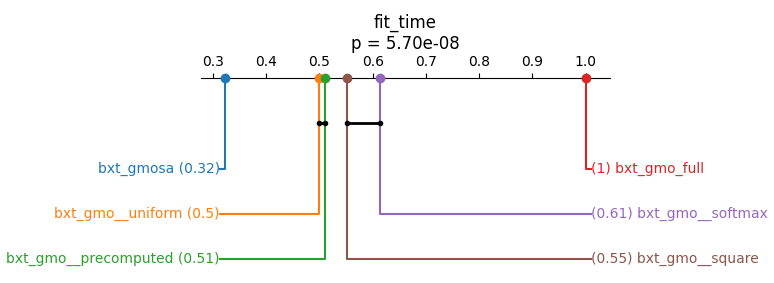 fit_time
p = 5.70e-08
0.3 0.4 0.5 0.6 0.7 0.8 0.9 1.0
bxt_gmosa (0.32) (1) bxt_gmo_full
bxt_gmo__uniform (0.5) (0.61) bxt_gmo__softmax
bxt_gmo__precomputed (0.51) (0.55) bxt_gmo__square